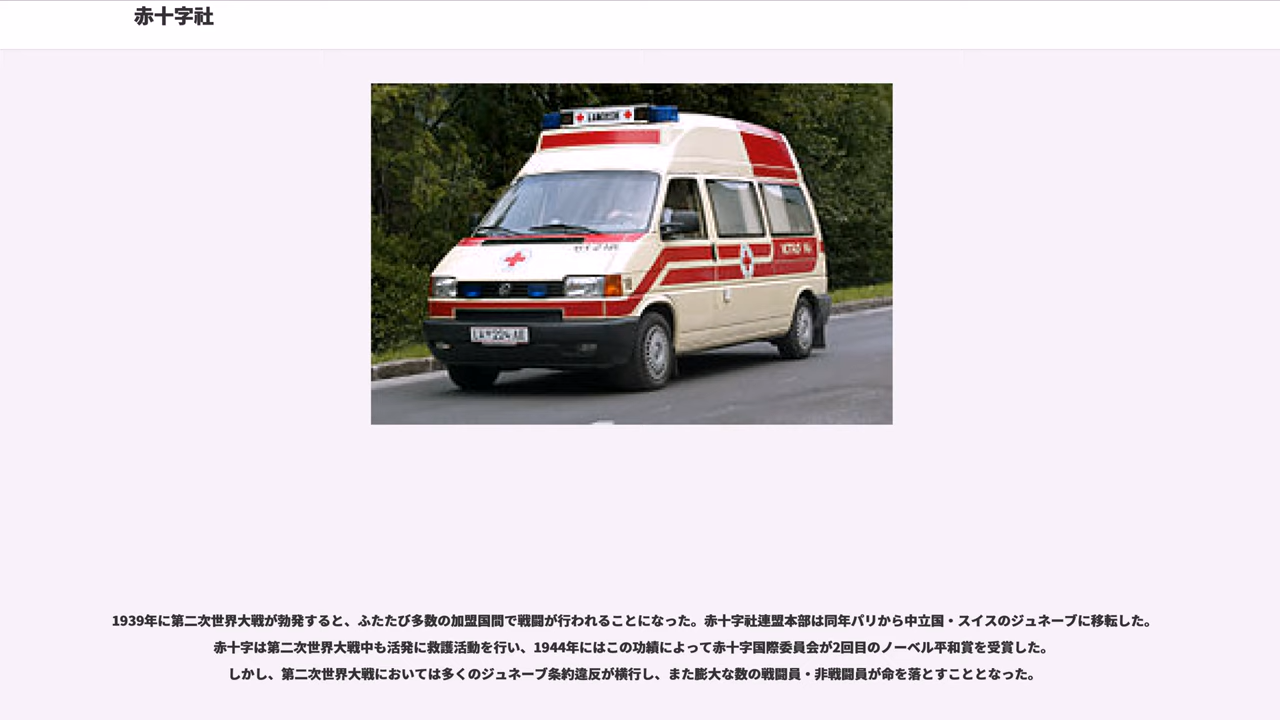 赤十字社
1939年に第二次世界大戦が勃発すると、ふたたび多数の加盟国間で戦闘が行われることになった。赤十字社連盟本部は同年パリから中立国・スイスのジュネーブに移転した。
赤十字は第二次世界大戦中も活発に救護活動を行い、1944年にはこの功績によって赤十字国際委員会が2回目のノーベル平和賞を受賞した。
しかし、第二次世界大戦においては多くのジュネーブ条約違反が横行し、また膨大な数の戦闘員・非戦闘員が命を落とすこととなった。